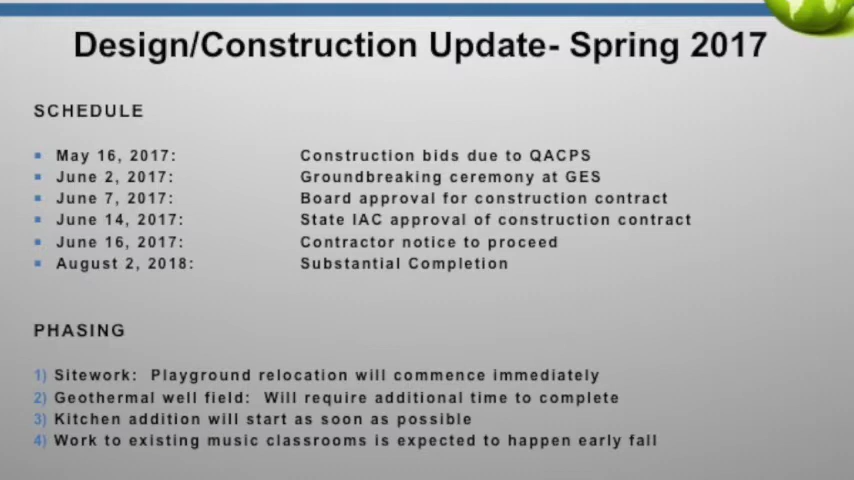 Design/Construction Update- Spring 2017
SCHEDULE
May 16, 2017: Construction bids due to QACPS
June 2, 2017: Groundbreaking ceremony at GES
June 7, 2017: Board approval for construction contract
June 14, 2017: State IAC approval of construction contract
June 16, 2017: Contractor notice to proceed
August 2, 2018: Substantial Completion
PHASING
1) Sitework: Playground relocation will commence immediately
2) Geothermal well field: Will require additional time to complete
3) Kitchen addition will start as soon as possible
4) Work to existing music classrooms is expected to happen early fall